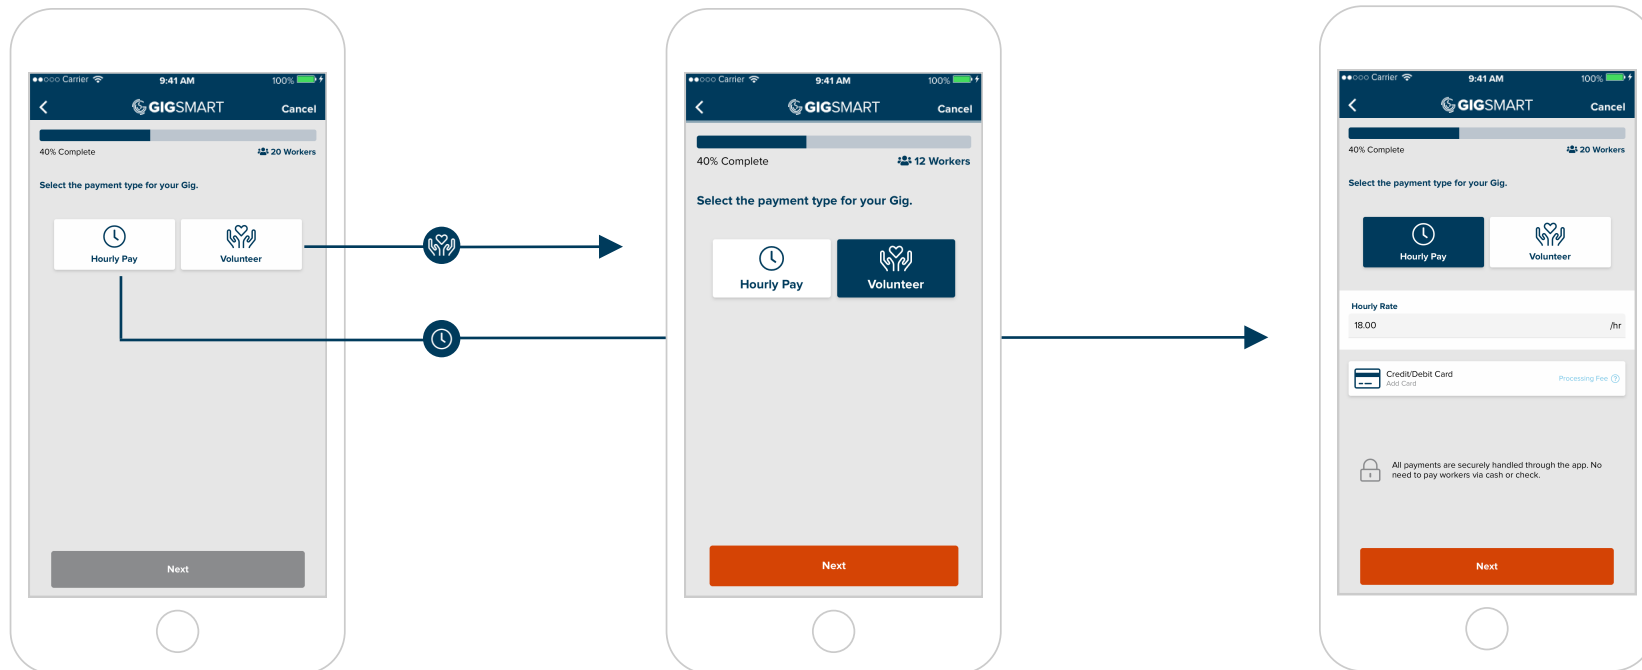 Carrier 9:41 AM 100%
GIGSMART Cancel
40% Complete 20 Workers
Select the payment type for your Gig.
Hourly Pay Volunteer
Next
Carrier 9:41 AM 100%
GIGSMART Cancel
40% Complete 12 Workers
Select the payment type for your Gig.
Hourly Pay Volunteer
Next
Carrier 9:41 AM 100%
GIGSMART Cancel
40% Complete 20 Workers
Select the payment type for your Gig.
Hourly Pay Volunteer
Hourly Rate
18.00 /hr
Credit/Debit Card
Add Card Processing Fee ?
All payments are securely handled through the app. No
need to pay workers via cash or check.
Next